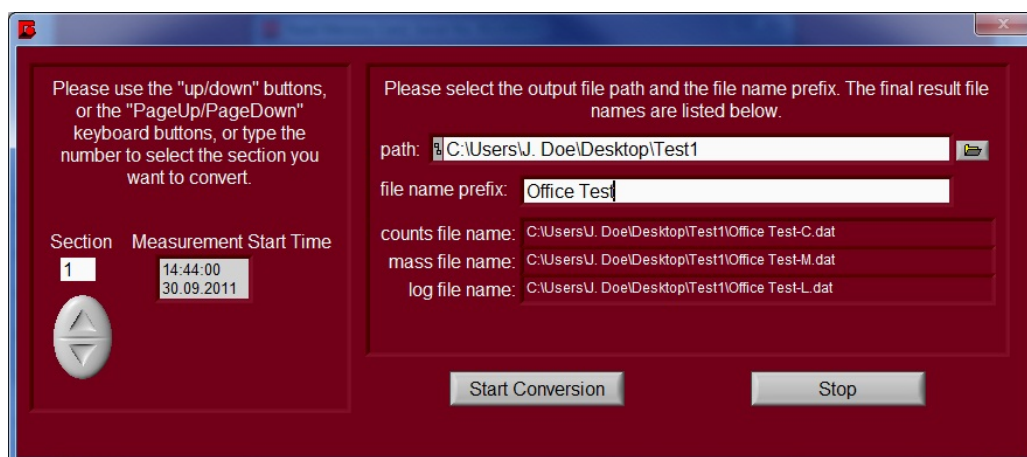 Please use the "up/down" buttons,
or the "PageUp/PageDown"
keyboard buttons, or type the
number to select the section you
want to convert.
Section
Measurement Start Time
1
14:44:00
30.09.2011
Please select the output file path and the file name prefix. The final result file
names are listed below.
path: C:\Users\J. Doe\Desktop\Test1
file name prefix: Office Test
counts file name: C:\Users\J. Doe\Desktop\Test1\Office Test-C.dat
mass file name: C:\Users\J. Doe\Desktop\Test1\Office Test-M.dat
log file name: C:\Users\J. Doe\Desktop\Test1\Office Test-L.dat
Start Conversion
Stop